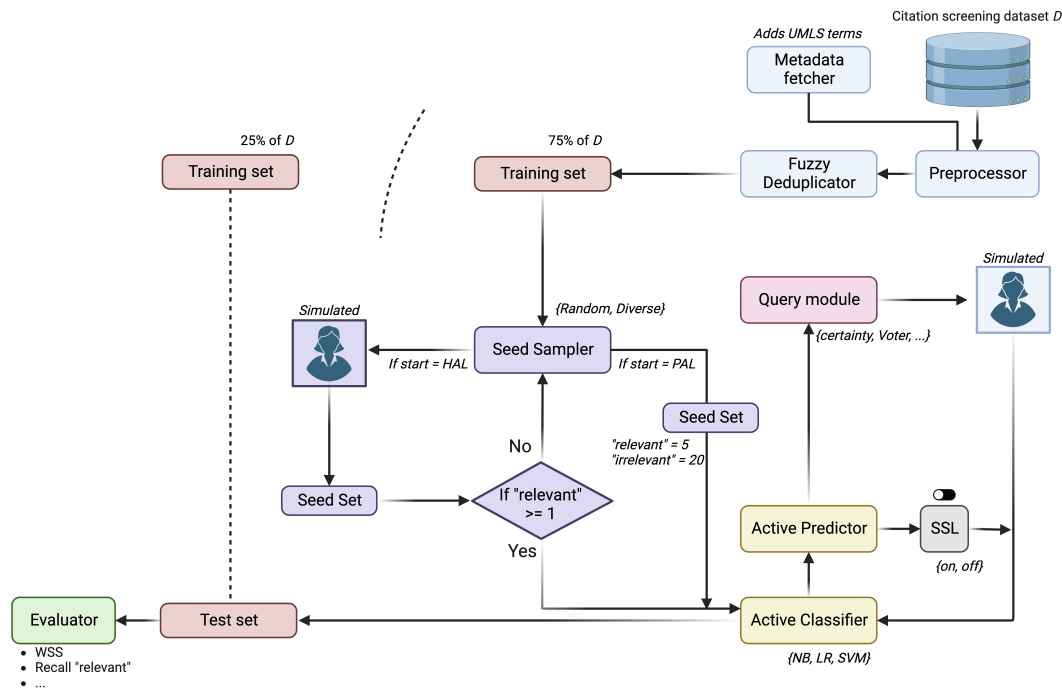 Citation screening dataset D
Adds UMLS terms
Metadata
fetcher
25% of D
75% of D
Training set
Training set
Fuzzy
Deduplicator
Preprocessor
Simulated
Query module
{certainty, Voter, ...}
Simulated
{Random, Diverse}
Seed Sampler
If start = HAL
If start = PAL
Seed Set
"relevant" = 5
"irrelevant" = 20
No
Seed Set
If "relevant"
>= 1
Yes
Active Predictor
SSL
{on, off}
Evaluator
Test set
Active Classifier
{NB, LR, SVM}
• WSS
• Recall "relevant"
• ...